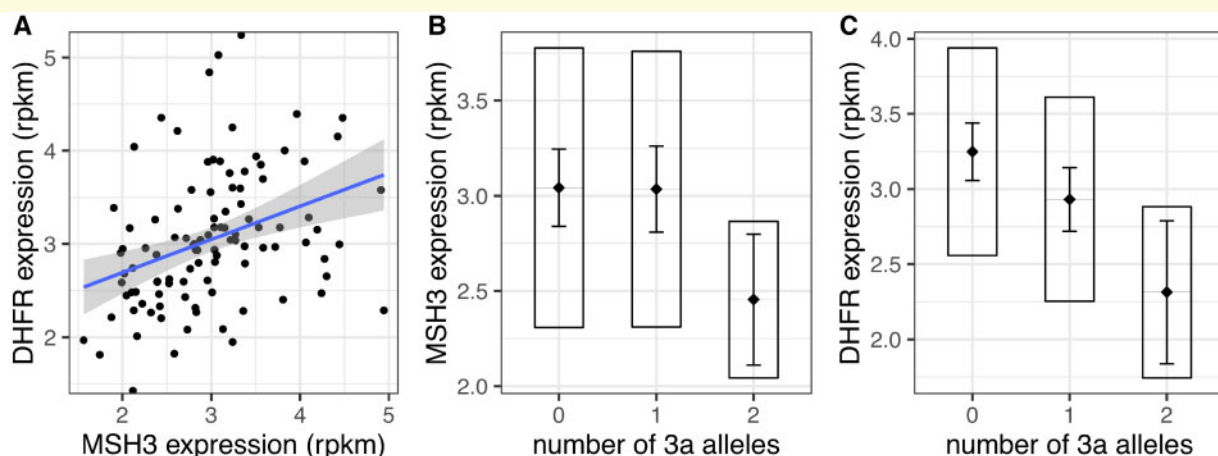 A
DHFR expression (rpkm)
5
4
3
2
2 3 4 5
MSH3 expression (rpkm)
B
MSH3 expression (rpkm)
3.5
3.0
2.5
2.0
0 1 2
number of 3a alleles
C
DHFR expression (rpkm)
4.0
3.5
3.0
2.5
2.0
0 1 2
number of 3a alleles